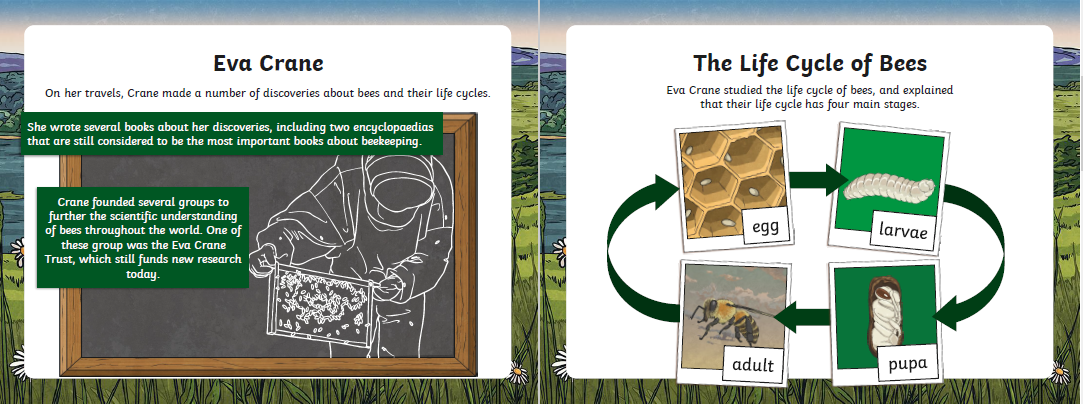 Eva Crane
On her travels, Crane made a number of discoveries about bees and their life cycles.
She wrote several books about her discoveries, including two encyclopaedias
that are still considered to be the most important books about beekeeping.
Crane founded several groups to
further the scientific understanding
of bees throughout the world. One of
these group was the Eva Crane
Trust, which still funds new research
today.
The Life Cycle of Bees
Eva Crane studied the life cycle of bees, and explained
that their life cycle has four main stages.
egg
larvae
adult
pupa